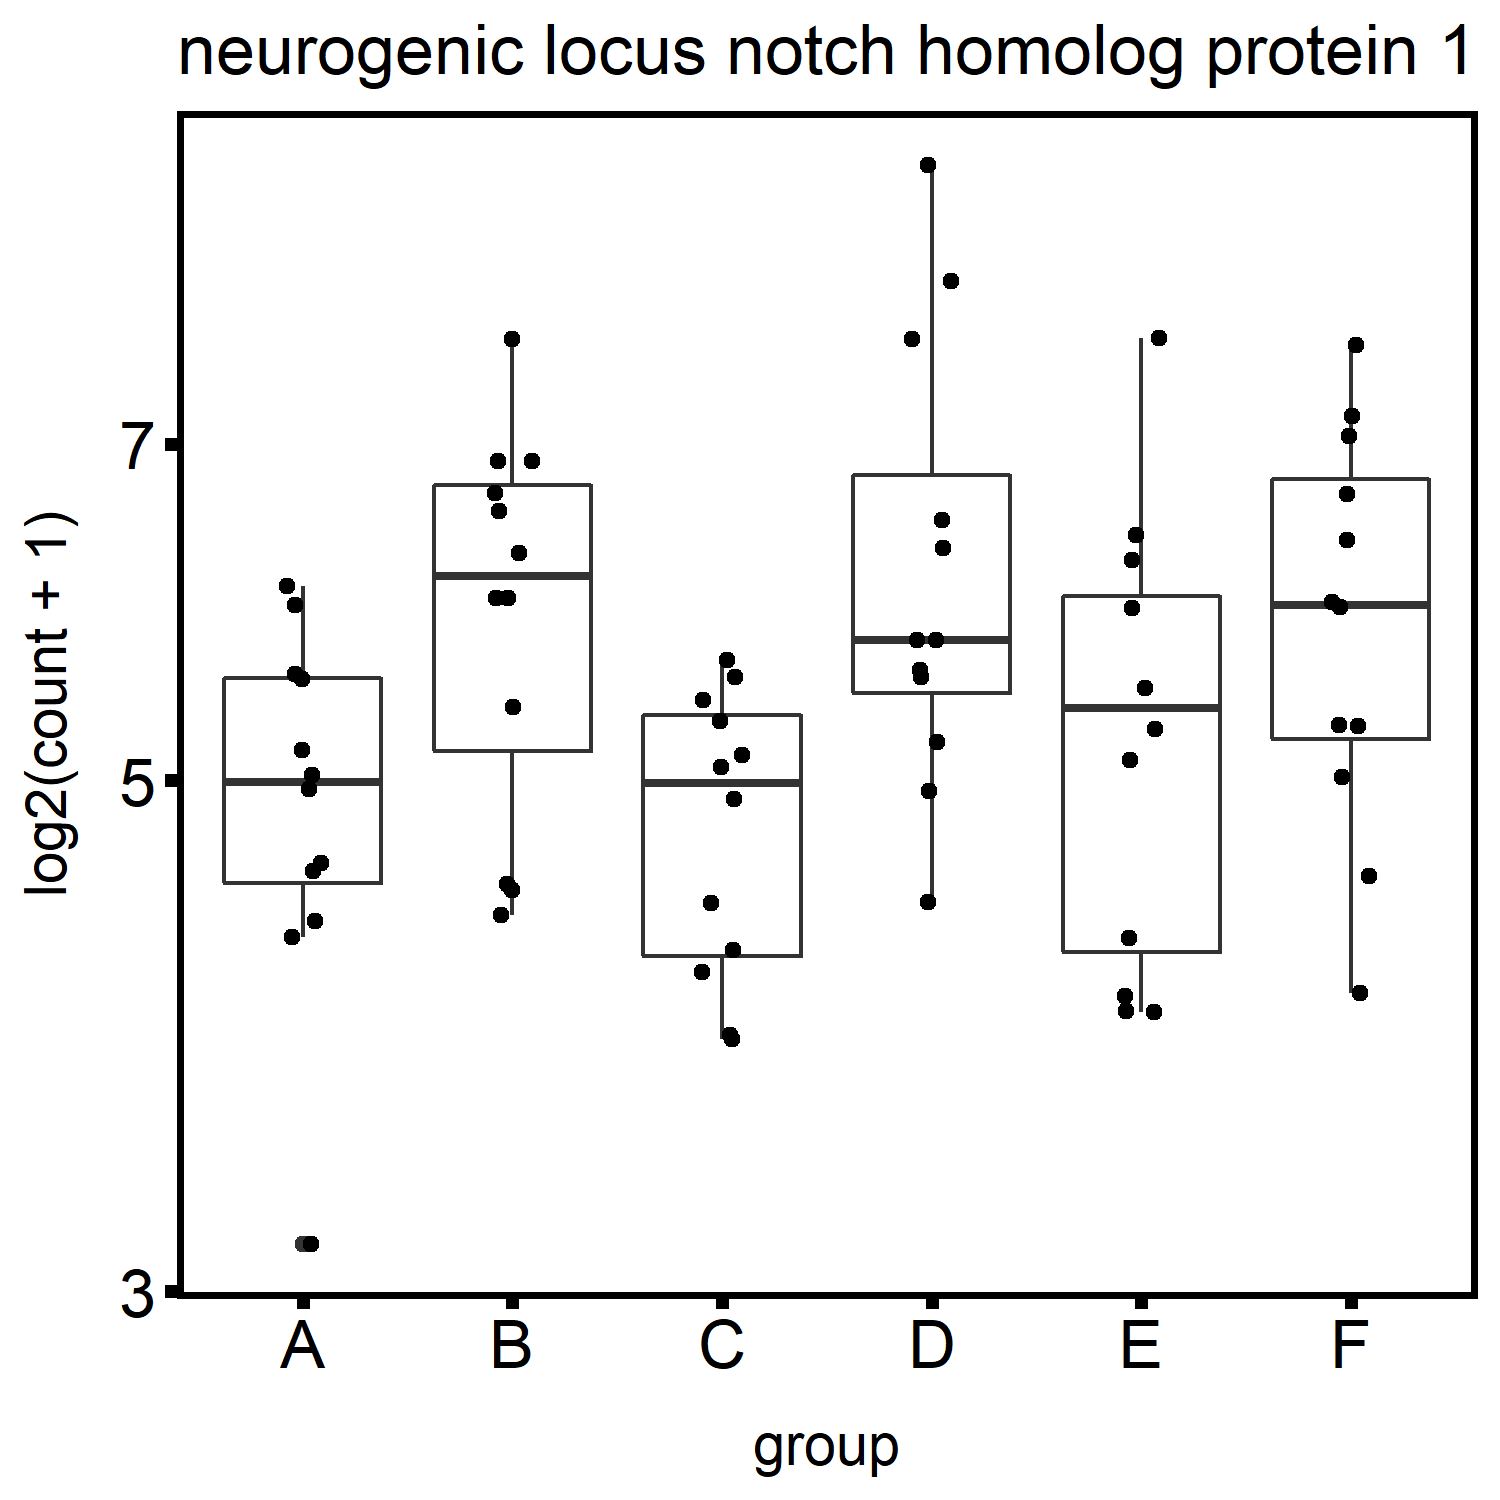 neurogenic locus notch homolog protein 1
log2(count + 1)
7
5
3
A B C D E F
group